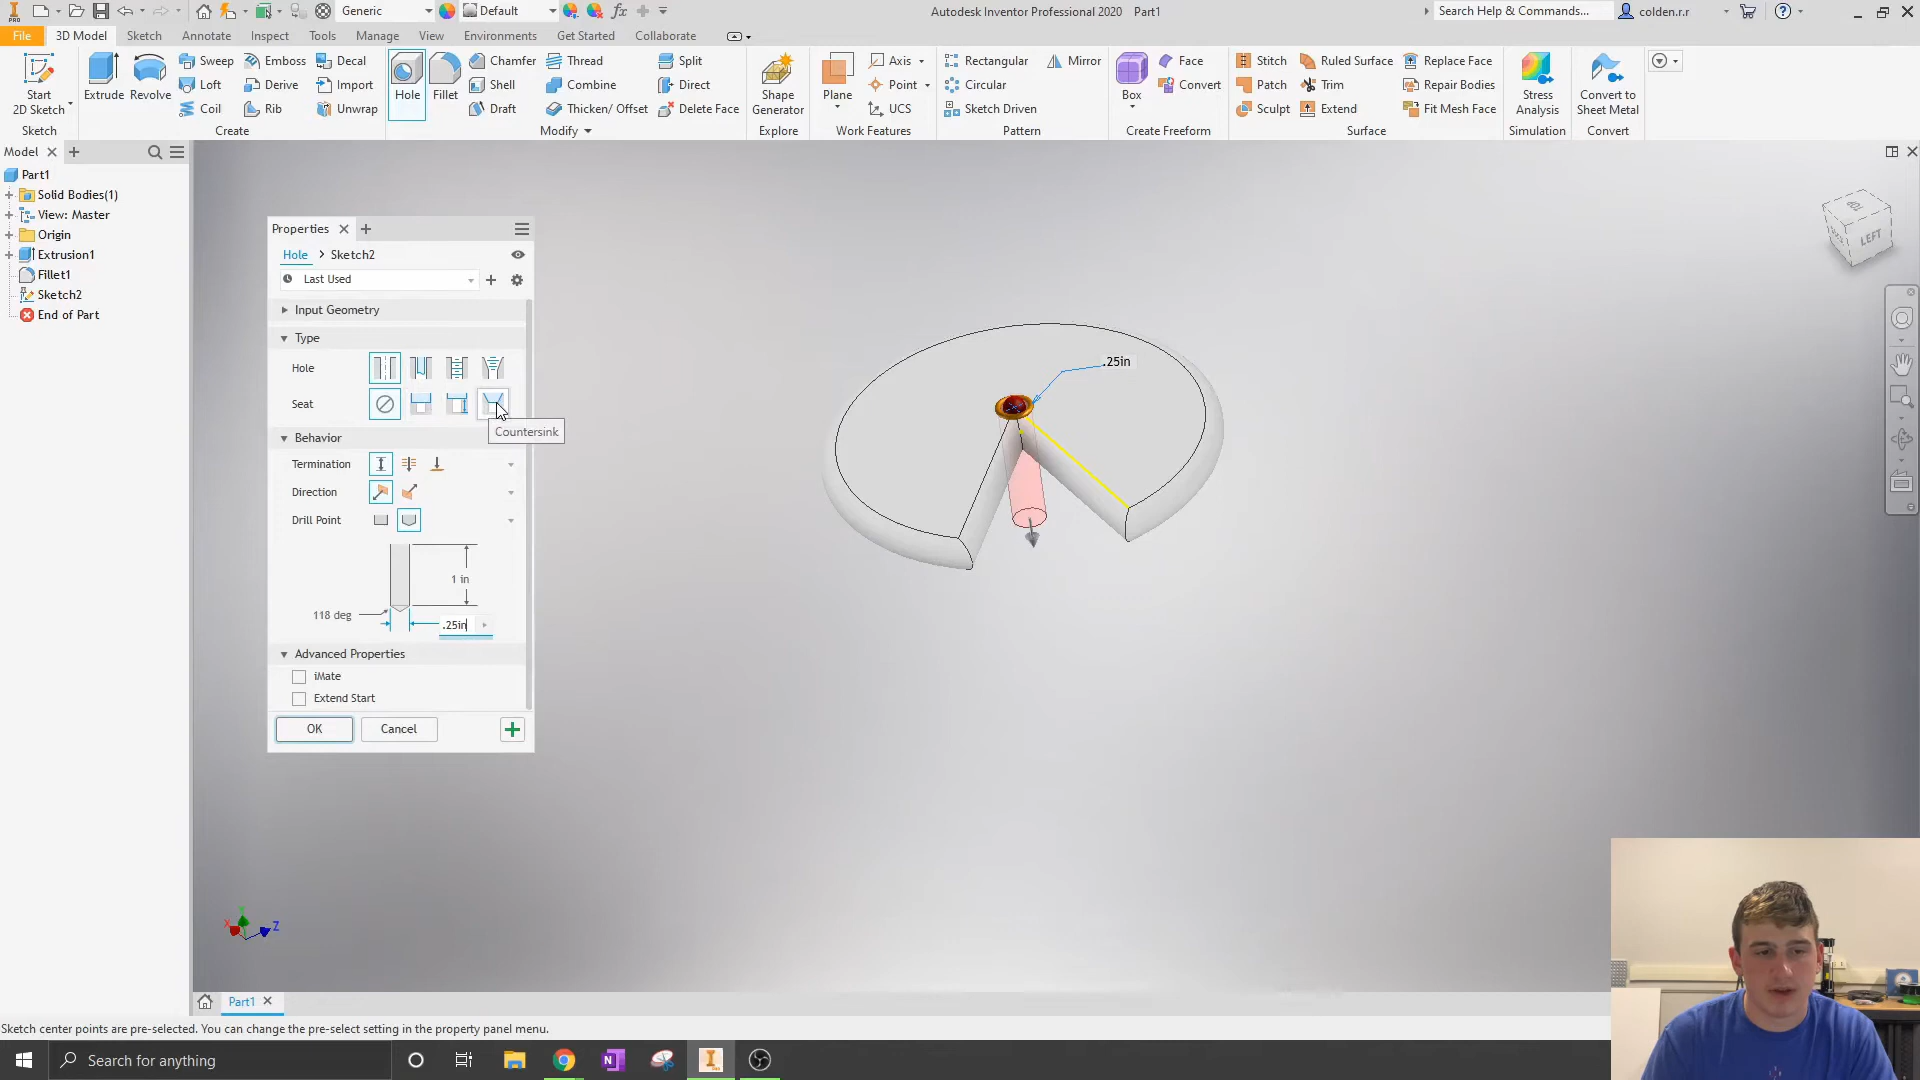 Generic
Default
Autodesk Inventor Professional 2020 Part1
Search Help & Commands...
colden.r.r
File
3D Model
Sketch
Annotate
Inspect
Tools
Manage
View
Environments
Get Started
Collaborate
Start
2D Sketch
Extrude
Revolve
Sweep
Loft
Coil
Emboss
Derive
Rib
Decal
Import
Unwrap
Hole
Fillet
Chamfer
Shell
Draft
Thread
Combine
Thicken/ Offset
Split
Direct
Delete Face
Shape
Generator
Plane
Axis
Point
UCS
Rectangular
Circular
Sketch Driven
Mirror
Box
Face
Convert
Stitch
Patch
Sculpt
Ruled Surface
Trim
Extend
Replace Face
Repair Bodies
Fit Mesh Face
Stress
Analysis
Convert to
Sheet Metal
Sketch
Create
Modify
Explore
Work Features
Pattern
Create Freeform
Surface
Simulation
Convert
Model
Part1
Solid Bodies(1)
View: Master
Origin
Extrusion1
Fillet1
Sketch2
End of Part
Properties
Hole > Sketch2
Last Used
Input Geometry
Type
Hole
Seat
Countersink
Behavior
Termination
Direction
Drill Point
1 in
118 deg
.25in
Advanced Properties
iMate
Extend Start
OK
Cancel
.25in
LEFT
X
Z
Part1
Sketch center points are pre-selected. You can change the pre-select setting in the property panel menu.
Search for anything